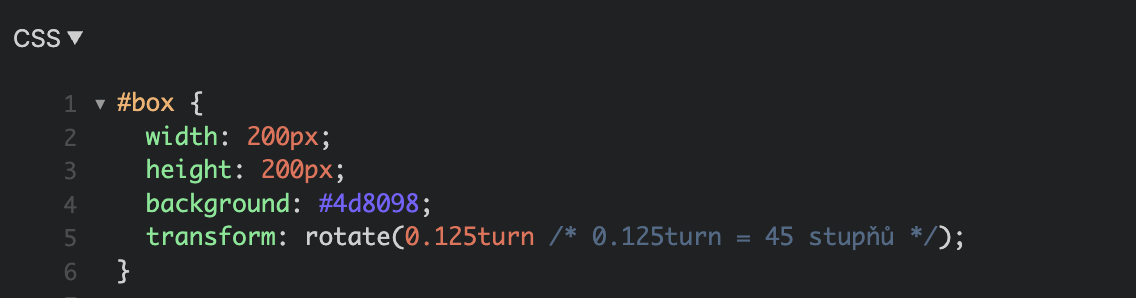 CSS ▼
1 ▾ #box {
2 width: 200px;
3 height: 200px;
4 background: #4d8098;
5 transform: rotate(0.125turn /* 0.125turn = 45 stupňů */);
6 }